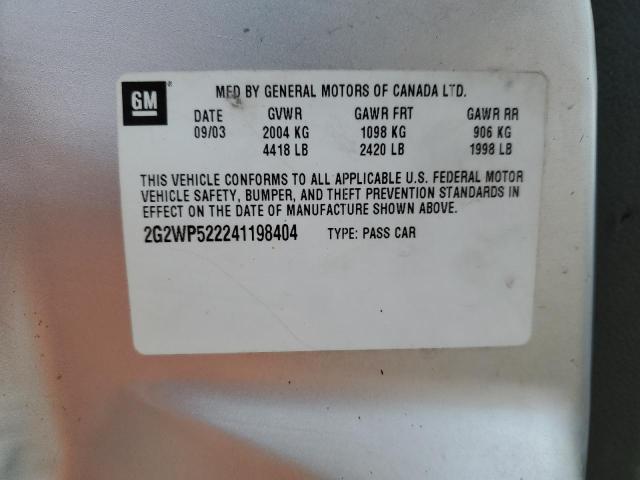 GM® MFD BY GENERAL MOTORS OF CANADA LTD.
DATE GVWR GAWR FRT GAWR RR
09/03 2004 KG 1098 KG 906 KG
4418 LB 2420 LB 1998 LB
THIS VEHICLE CONFORMS TO ALL APPLICABLE U.S. FEDERAL MOTOR
VEHICLE SAFETY, BUMPER, AND THEFT PREVENTION STANDARDS IN
EFFECT ON THE DATE OF MANUFACTURE SHOWN ABOVE.
2G2WP522241198404 TYPE: PASS CAR